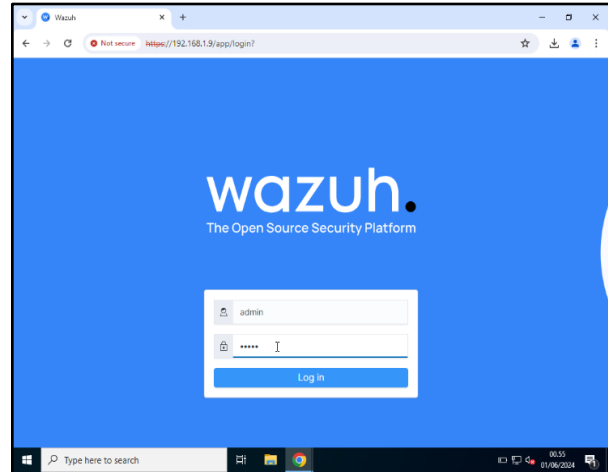 Wazuh
Not secure https://192.168.1.9/app/login?
wazuh.
The Open Source Security Platform
admin
•••••
Log in
Type here to search
00.55
01/06/2024